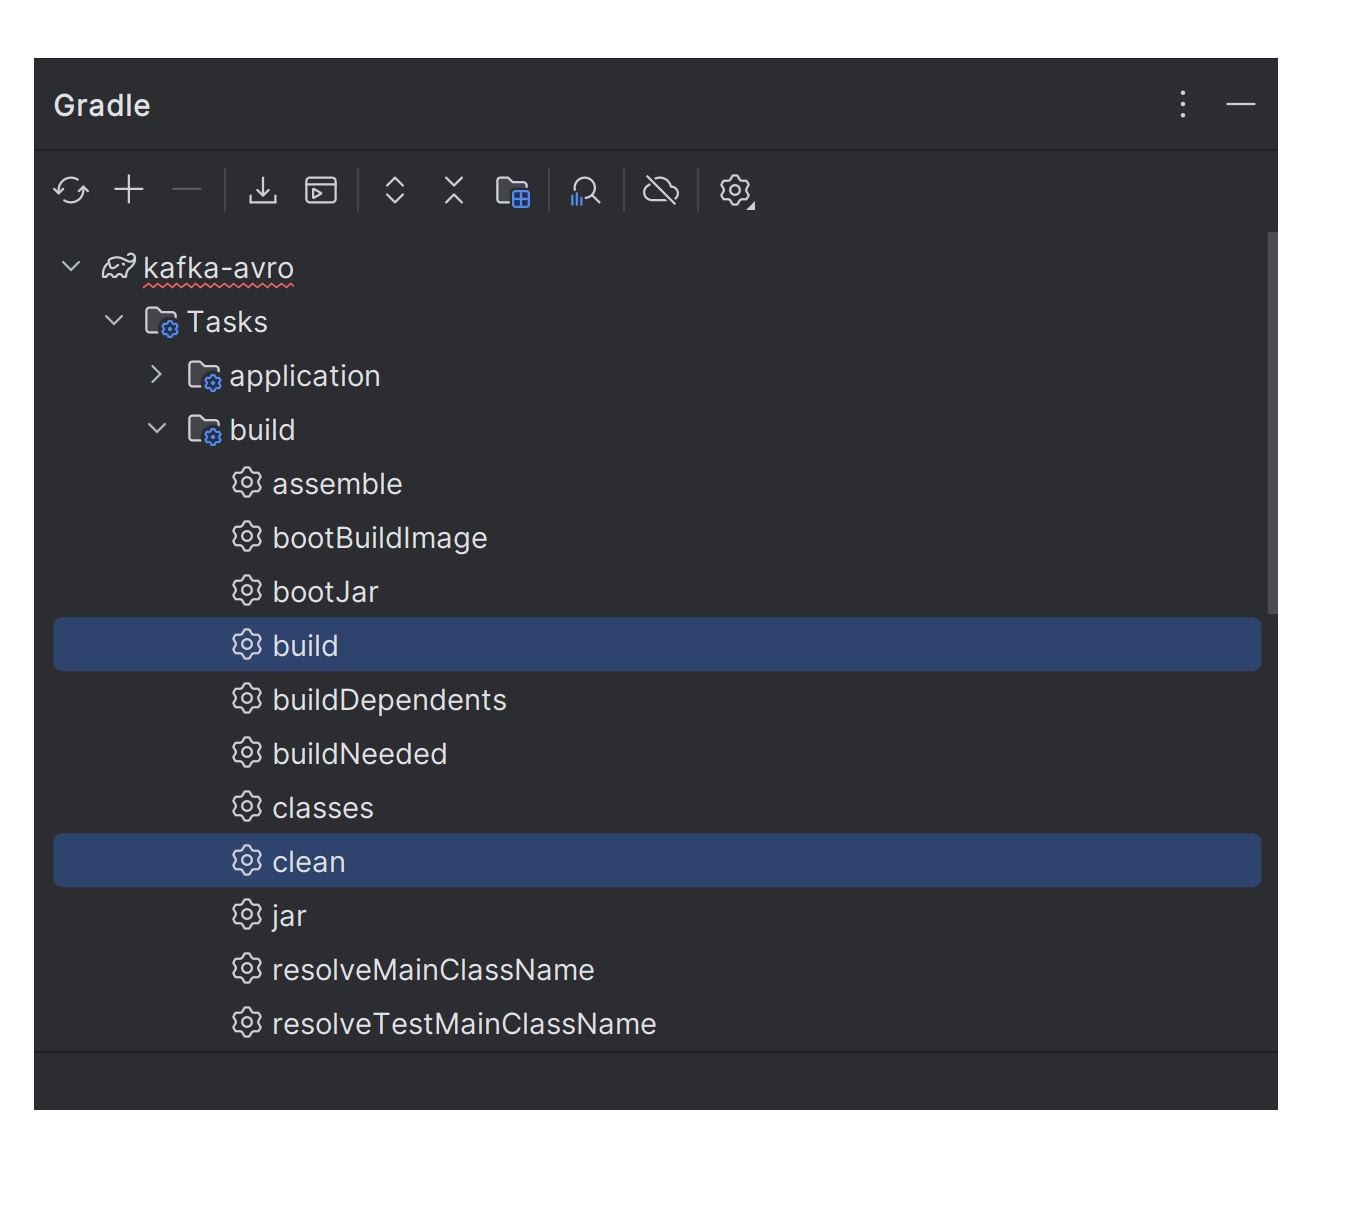 Gradle
kafka-avro
Tasks
application
build
assemble
bootBuildImage
bootJar
build
buildDependents
buildNeeded
classes
clean
jar
resolveMainClassName
resolveTestMainClassName